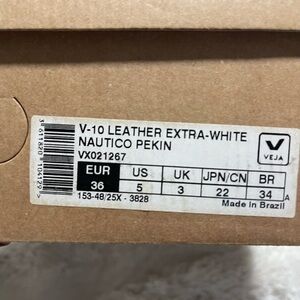 V-10 LEATHER EXTRA-WHITE
NAUTICO PEKIN
VX021267
VEJA
EUR US UK JPN/CN BR
36 5 3 22 34 A
153-48/25X - 3828
Made in Brazil